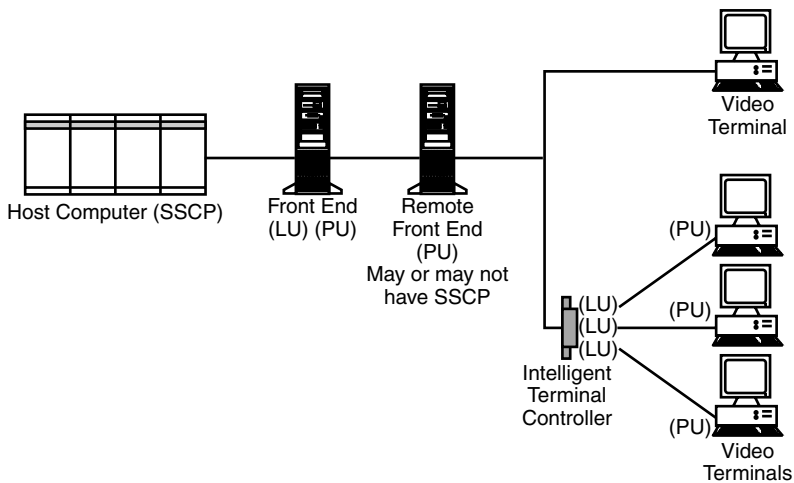 Host Computer (SSCP)
Front End
(LU) (PU)
Remote
Front End
(PU)
May or may not
have SSCP
Video
Terminal
(PU)
(PU)
(PU)
(LU)
(LU)
(LU)
Intelligent
Terminal
Controller
Video
Terminals